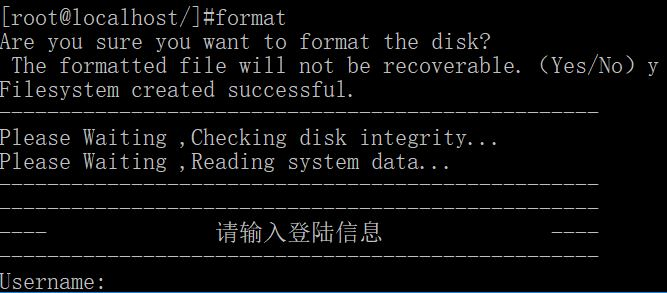 [root@localhost/]#format
Are you sure you want to format the disk?
The formatted file will not be recoverable.（Yes/No）y
Filesystem created successful.
--------------------------------------------------
Please Waiting ,Checking disk integrity...
Please Waiting ,Reading system data...
--------------------------------------------------
--------------------------------------------------
---- 请输入登陆信息 ----
--------------------------------------------------
Username: